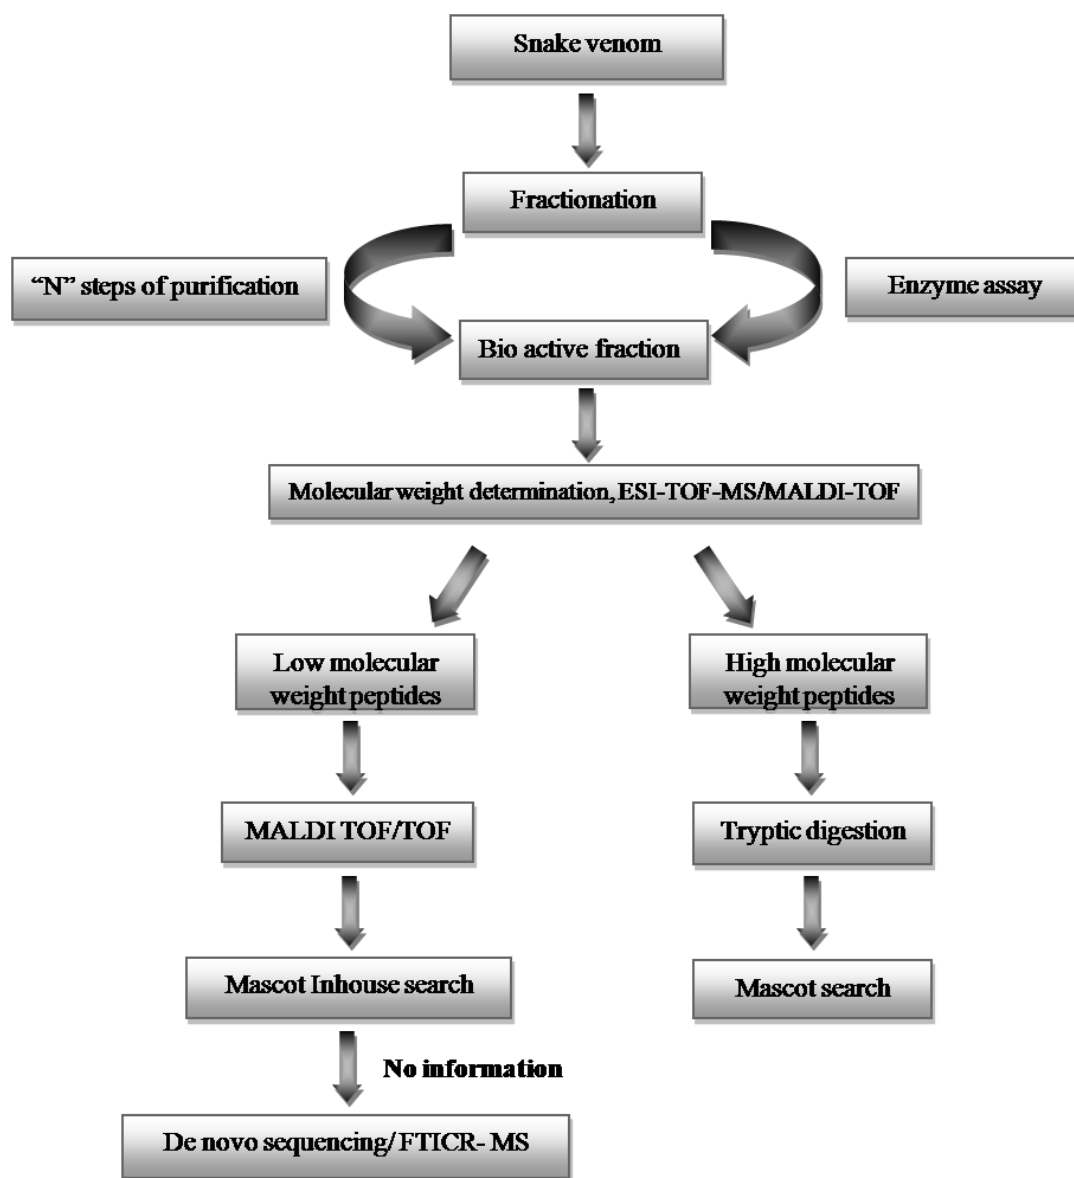 Snake venom
Fractionation
“N” steps of purification
Enzyme assay
Bio active fraction
Molecular weight determination, ESI-TOF-MS/MALDI-TOF
Low molecular
weight peptides
High molecular
weight peptides
MALDI TOF/TOF
Tryptic digestion
Mascot Inhouse search
Mascot search
No information
De novo sequencing/ FTICR- MS